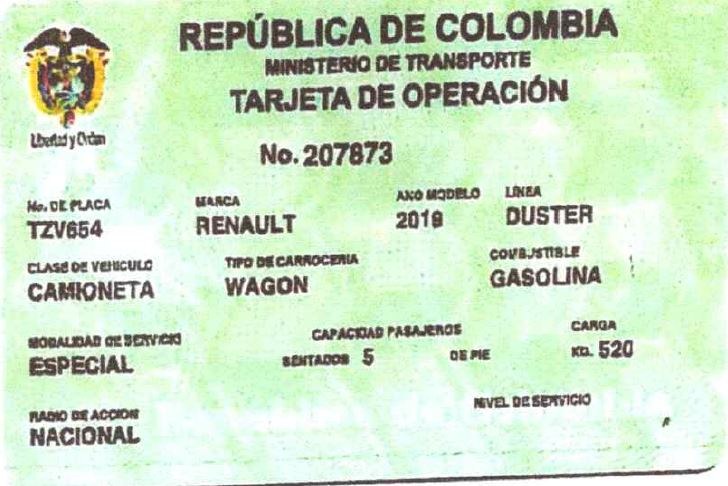 REPÚBLICA DE COLOMBIA
MINISTERIO DE TRANSPORTE
TARJETA DE OPERACIÓN
Libertad y Orden
No. 207873
No. DE PLACA MARCA AÑO MODELO LÍNEA
TZV654 RENAULT 2019 DUSTER
CLASE DE VEHICULO TIPO DE CARROCERIA COMBUSTIBLE
CAMIONETA WAGON GASOLINA
MODALIDAD DE SERVICIO CAPACIDAD PASAJEROS CARGA
ESPECIAL SENTADOS 5 DE PIE KG. 520
RADIO DE ACCION NIVEL DE SERVICIO
NACIONAL